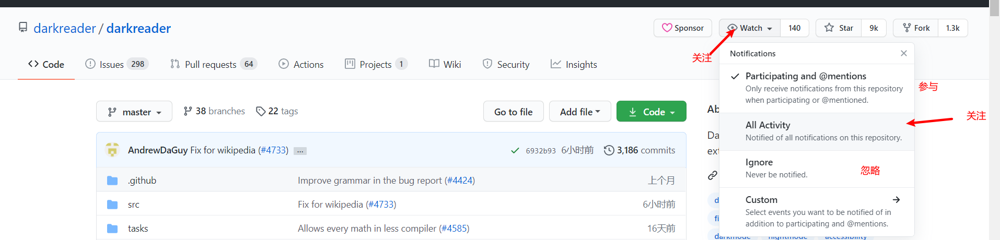 darkreader / darkreader
Sponsor
Watch 140
Star 9k
Fork 1.3k
关注
Code
Issues 298
Pull requests 64
Actions
Projects 1
Wiki
Security
Insights
Notifications
Participating and @mentions
Only receive notifications from this repository
when participating or @mentioned.
参与
All Activity
Notified of all notifications on this repository.
关注
Ignore
Never be notified.
忽略
Custom
Select events you want to be notified of in
addition to participating and @mentions.
master
38 branches
22 tags
Go to file
Add file
Code
AndrewDaGuy Fix for wikipedia (#4733) ...
6932b93 6小时前
3,186 commits
.github Improve grammar in the bug report (#4424) 上个月
src Fix for wikipedia (#4733) 6小时前
tasks Allows every math in less compiler (#4585) 16天前
Ab
Da
ext
d
fi
darkmode nightmode accessibility